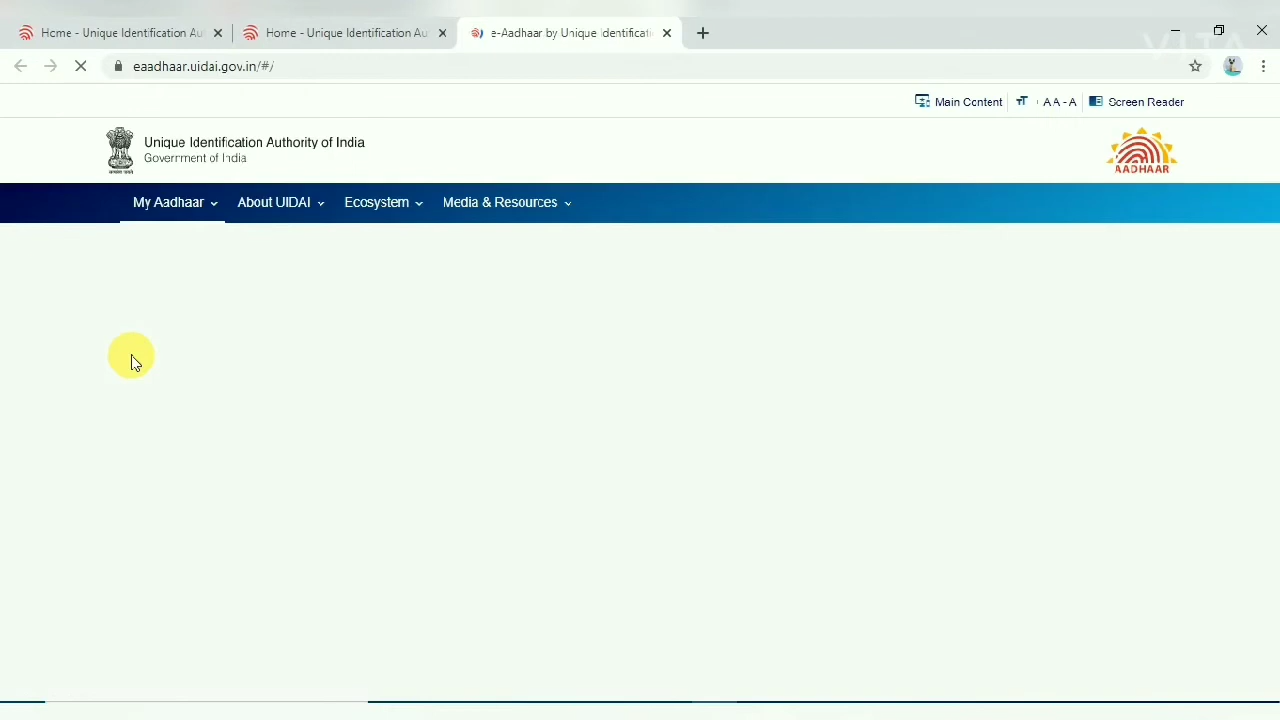 Home - Unique Identification Au
Home - Unique Identification Au
e-Aadhaar by Unique Identificati
eaadhaar.uidai.gov.in/#/
VITA
Main Content
A A - A
Screen Reader
Unique Identification Authority of India
Government of India
AADHAAR
My Aadhaar
About UIDAI
Ecosystem
Media & Resources